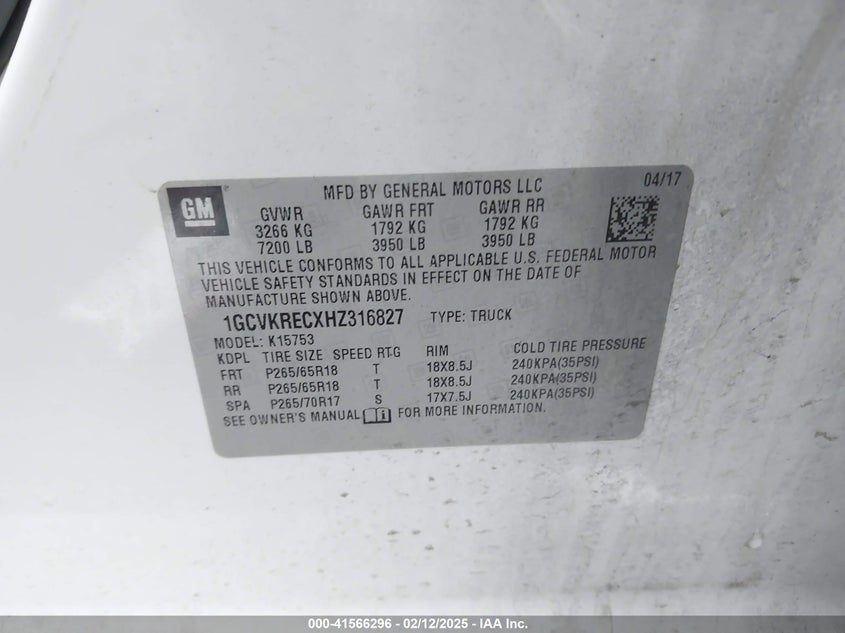 GM
MFD BY GENERAL MOTORS LLC
04/17
GVWR GAWR FRT GAWR RR
3266 KG 1792 KG 1792 KG
7200 LB 3950 LB 3950 LB
THIS VEHICLE CONFORMS TO ALL APPLICABLE U.S. FEDERAL MOTOR
VEHICLE SAFETY STANDARDS IN EFFECT ON THE DATE OF
MANUFACTURE SHOWN ABOVE.
1GCVKRECXHZ316827 TYPE: TRUCK
MODEL: K15753
KDPL TIRE SIZE SPEED RTG RIM COLD TIRE PRESSURE
FRT P265/65R18 T 18X8.5J 240KPA(35PSI)
RR P265/65R18 T 18X8.5J 240KPA(35PSI)
SPA P265/70R17 S 17X7.5J 240KPA(35PSI)
SEE OWNER'S MANUAL FOR MORE INFORMATION.
000-41566296 - 02/12/2025 - IAA Inc.